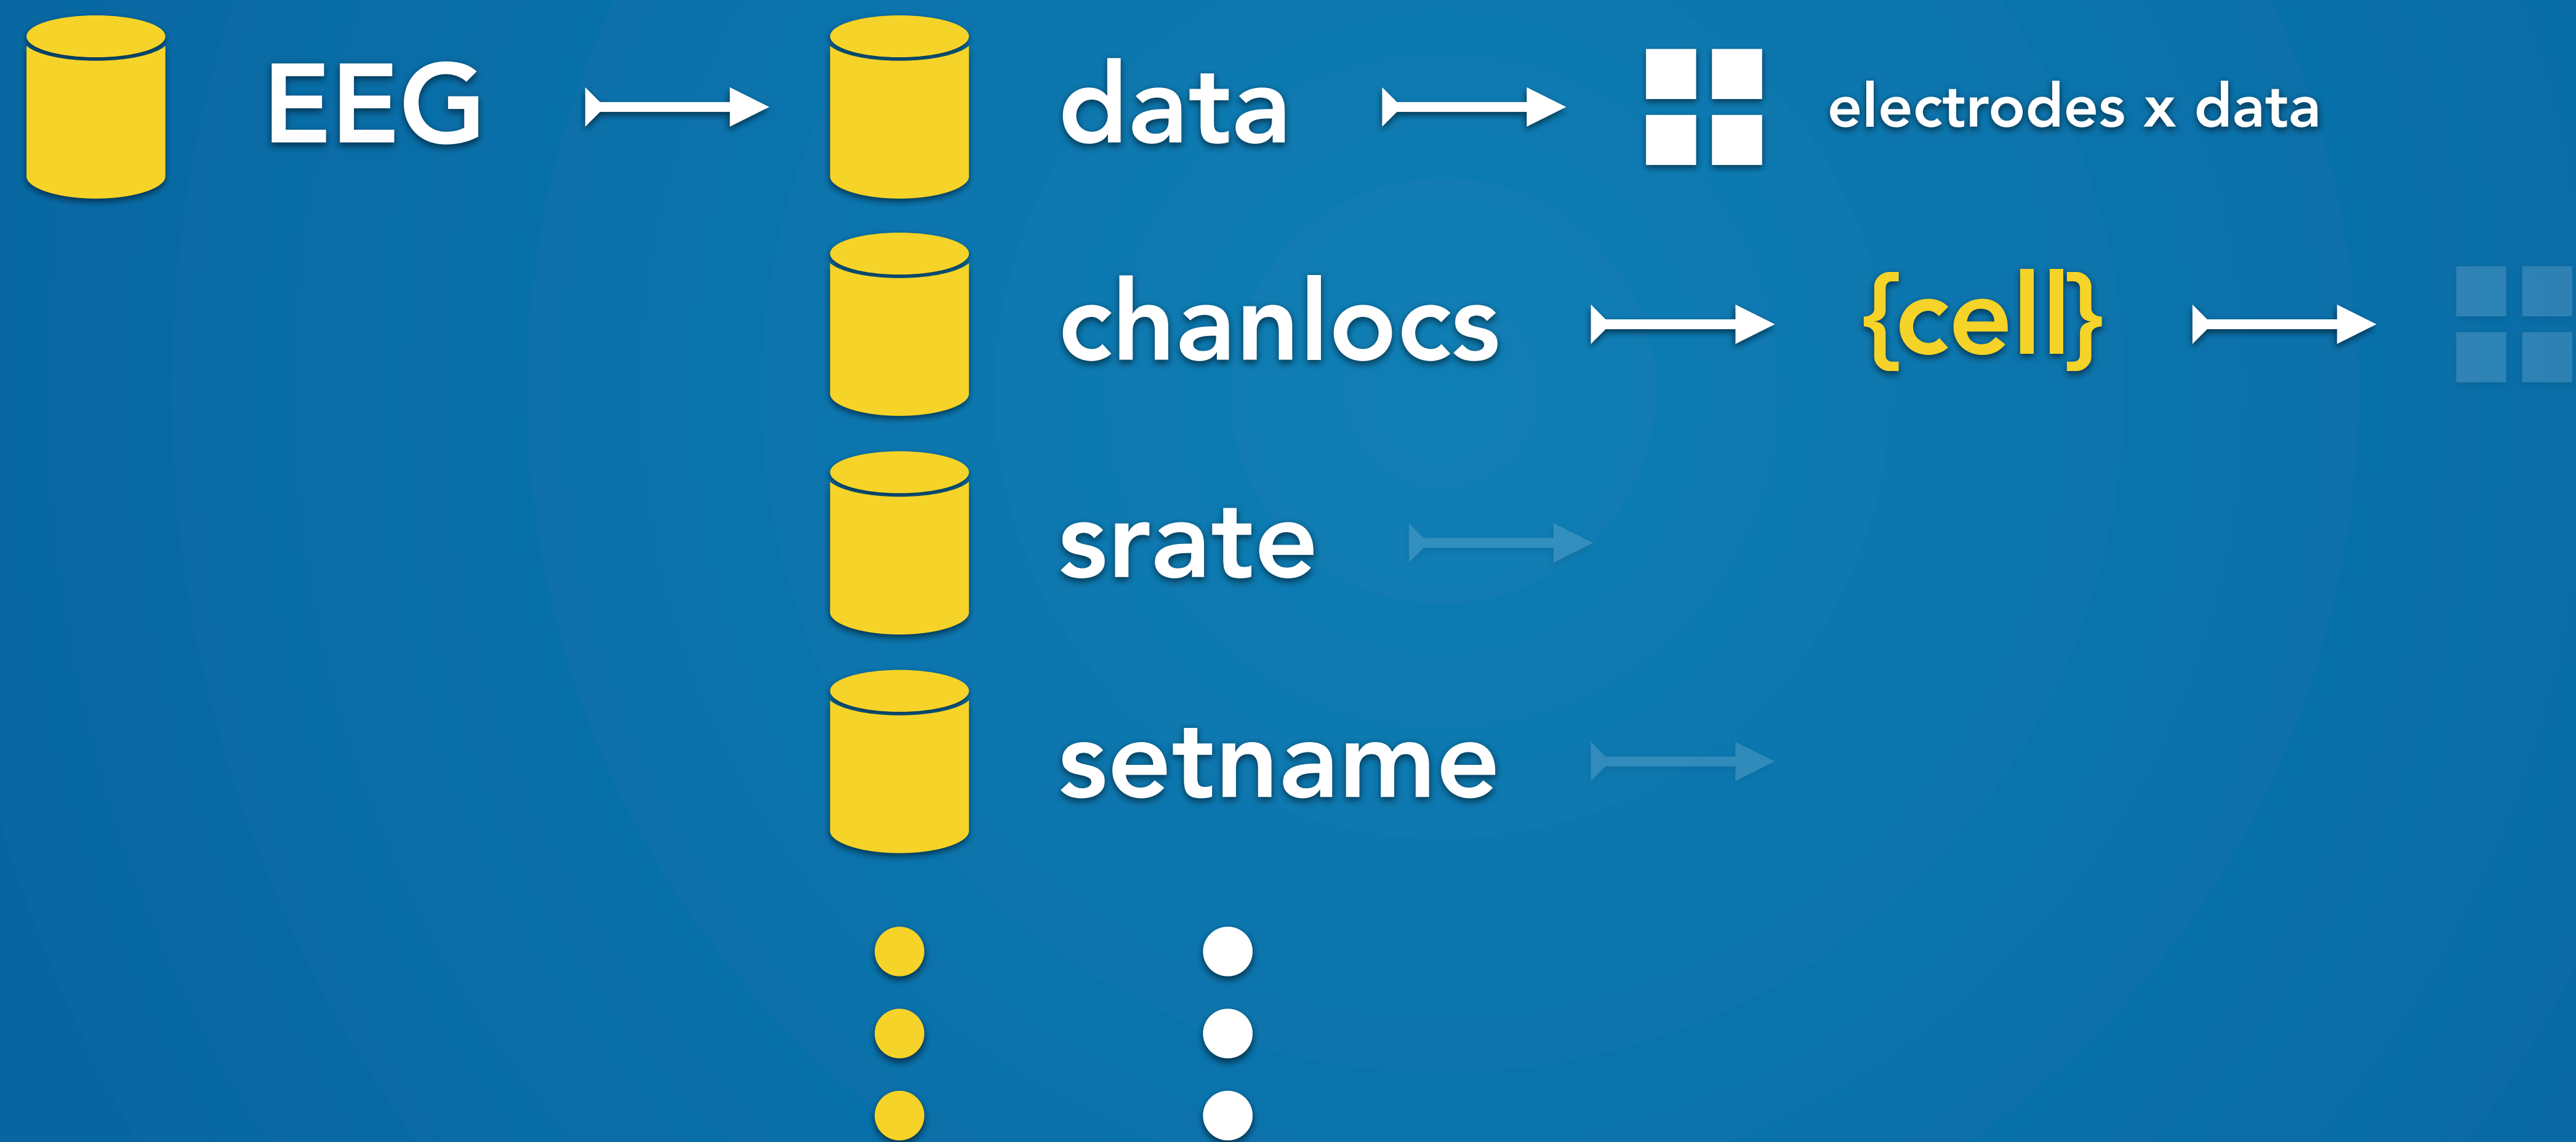 EEG data electrodes x data
chanlocs {cell}
srate
setname